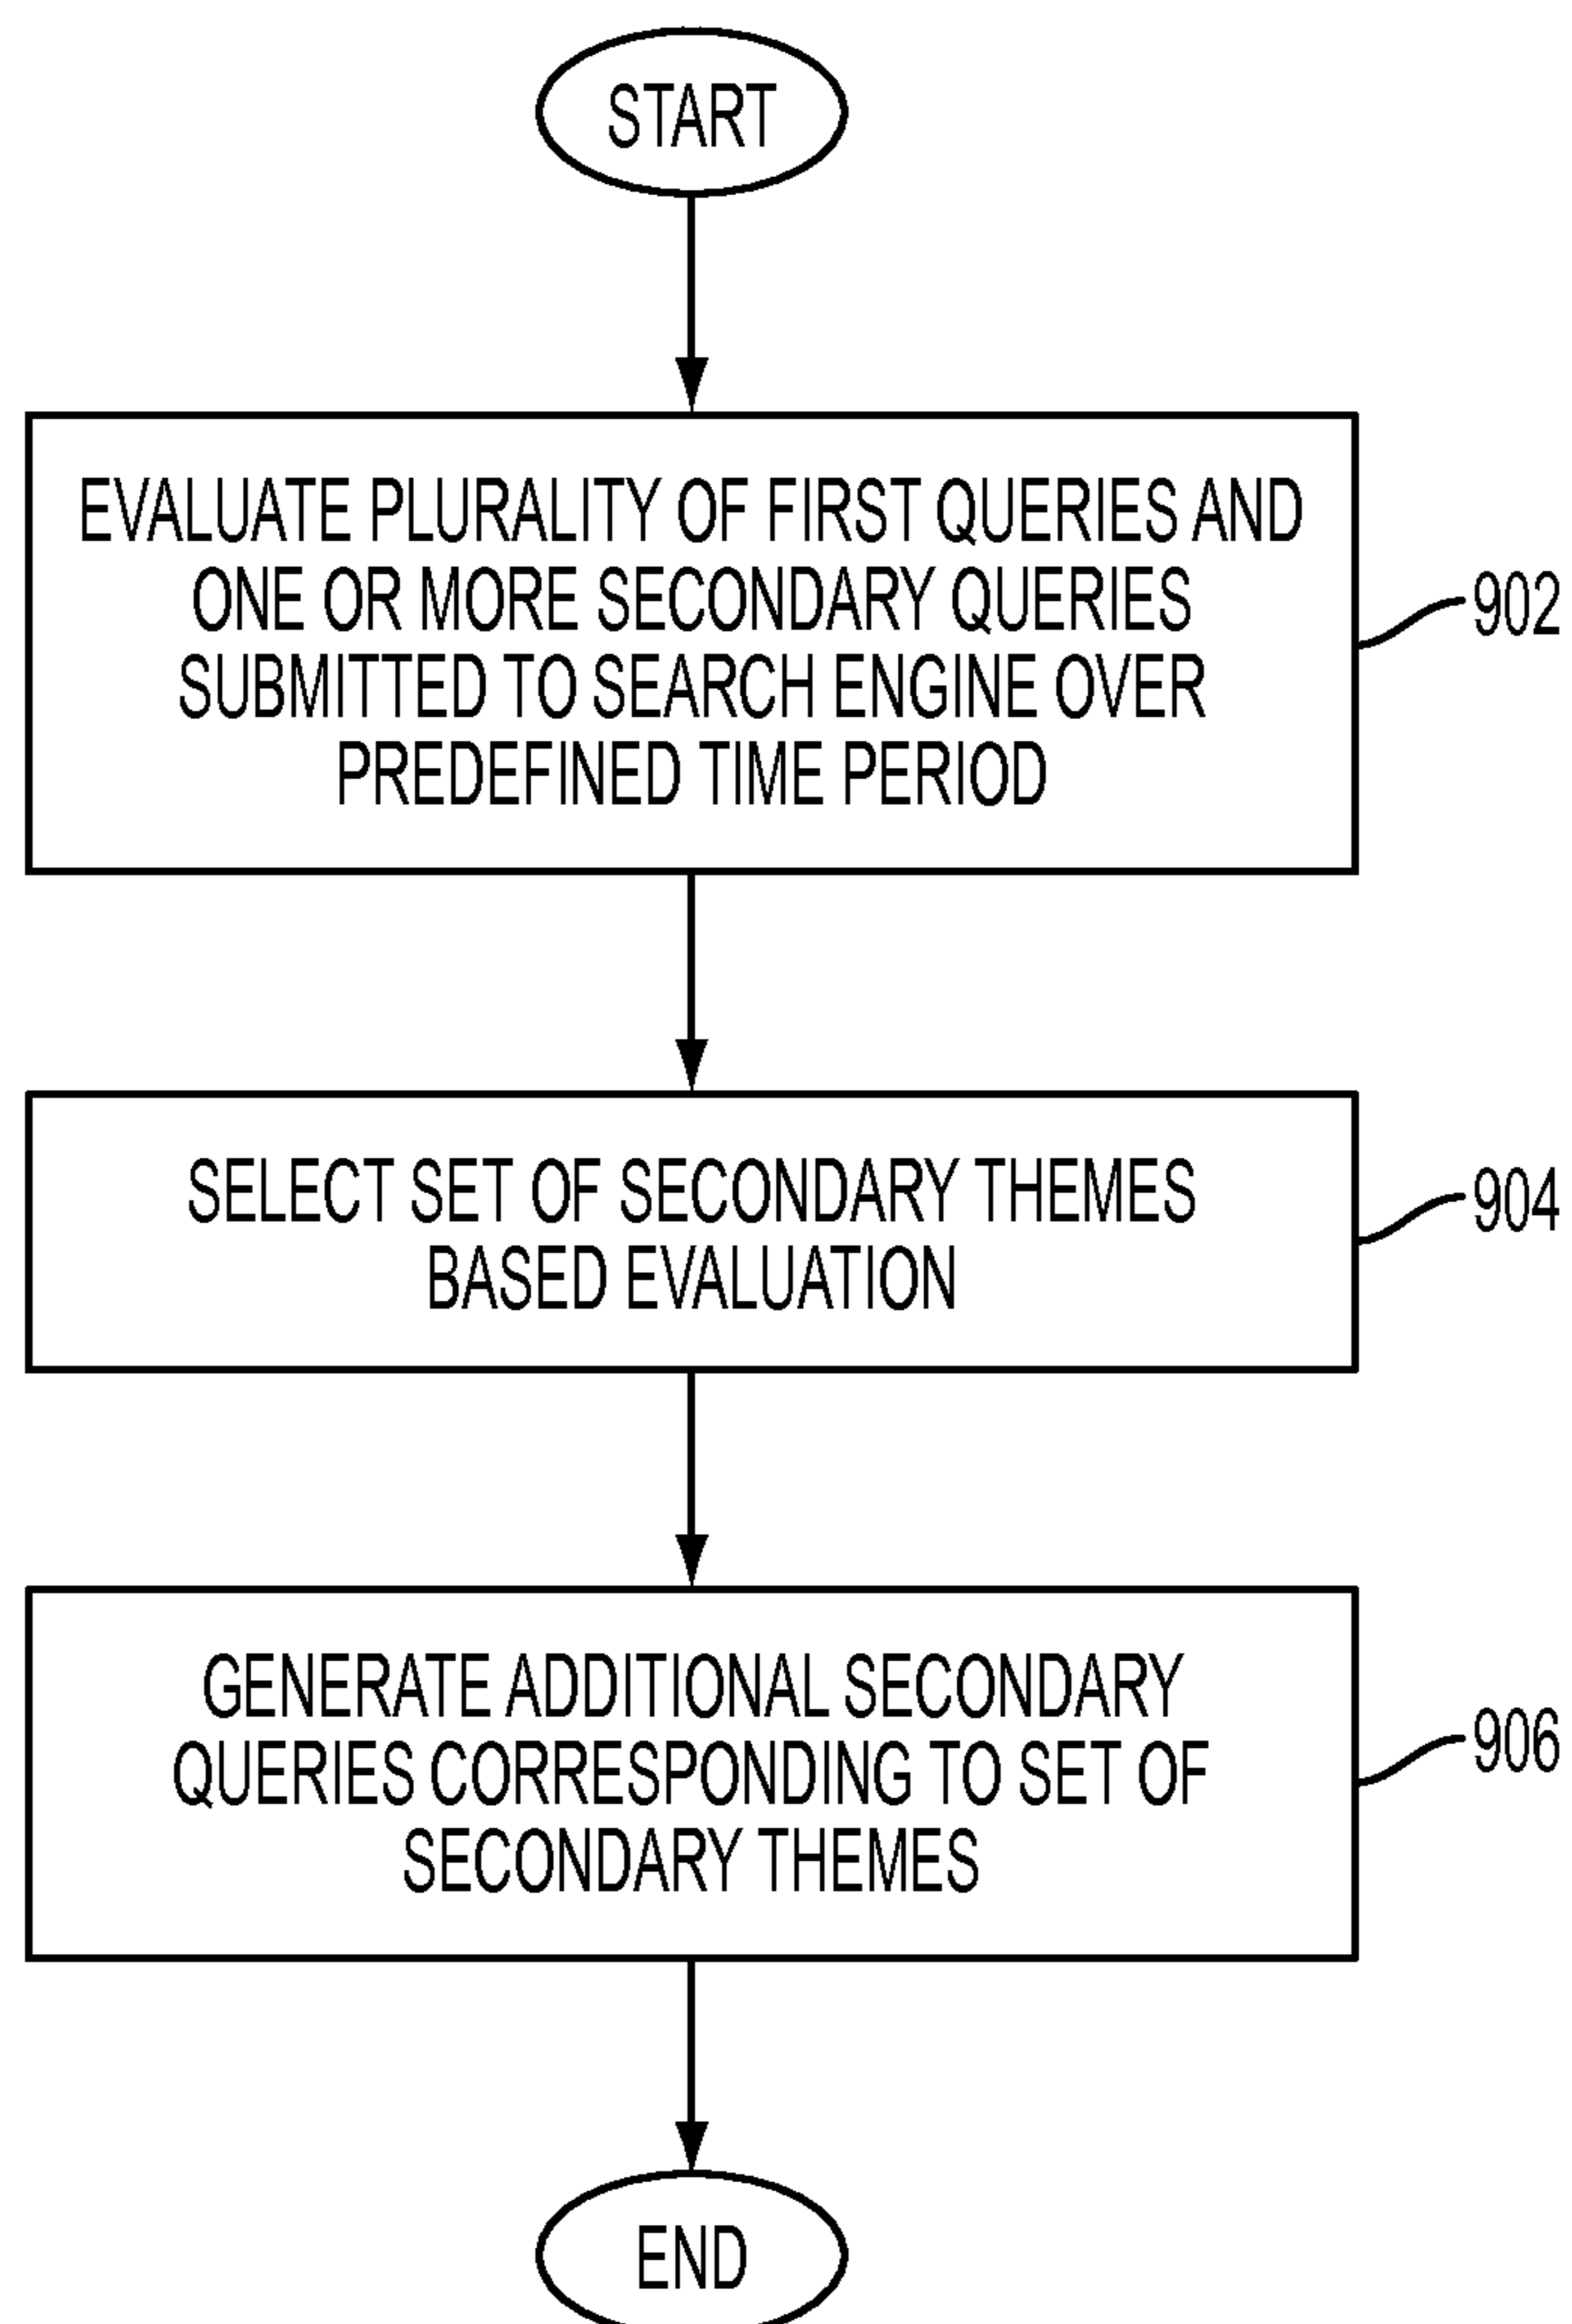 START
EVALUATE PLURALITY OF FIRST QUERIES AND
ONE OR MORE SECONDARY QUERIES
SUBMITTED TO SEARCH ENGINE OVER
PREDEFINED TIME PERIOD
902
SELECT SET OF SECONDARY THEMES
BASED EVALUATION
904
GENERATE ADDITIONAL SECONDARY
QUERIES CORRESPONDING TO SET OF
SECONDARY THEMES
906
END